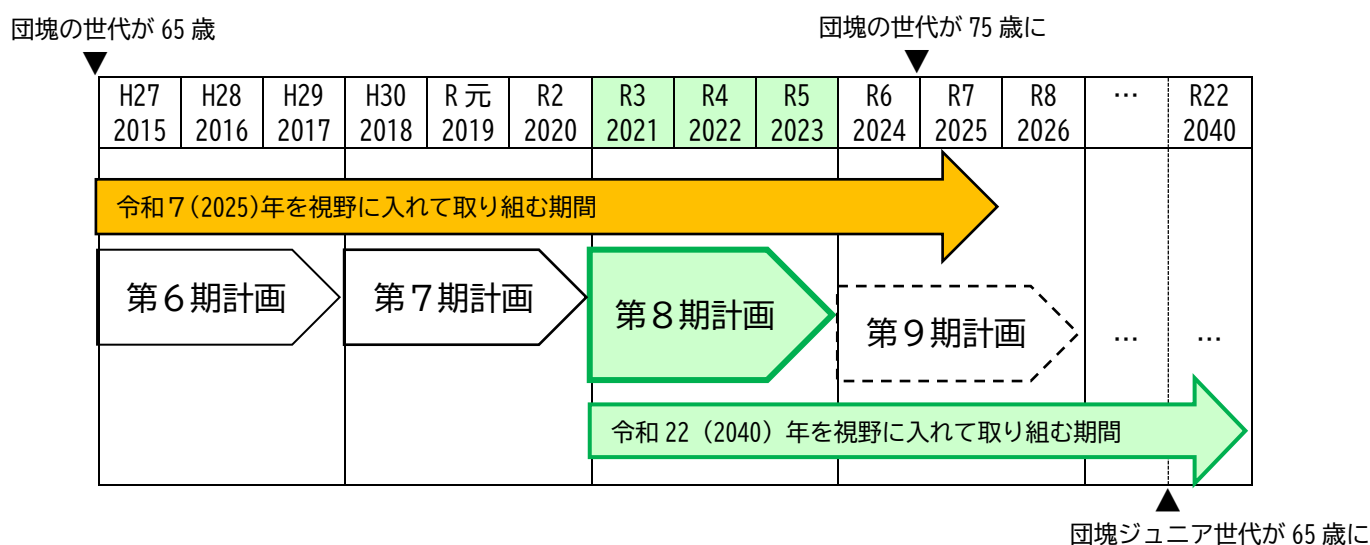 団塊の世代が 65 歳
団塊の世代が 75 歳に
H27 H28 H29 H30 R 元 R2 R3 R4 R5 R6 R7 R8 … R22
2015 2016 2017 2018 2019 2020 2021 2022 2023 2024 2025 2026 2040
令和７(2025)年を視野に入れて取り組む期間
第６期計画 第７期計画 第８期計画 第９期計画 … …
令和 22（2040）年を視野に入れて取り組む期間
団塊ジュニア世代が 65 歳に